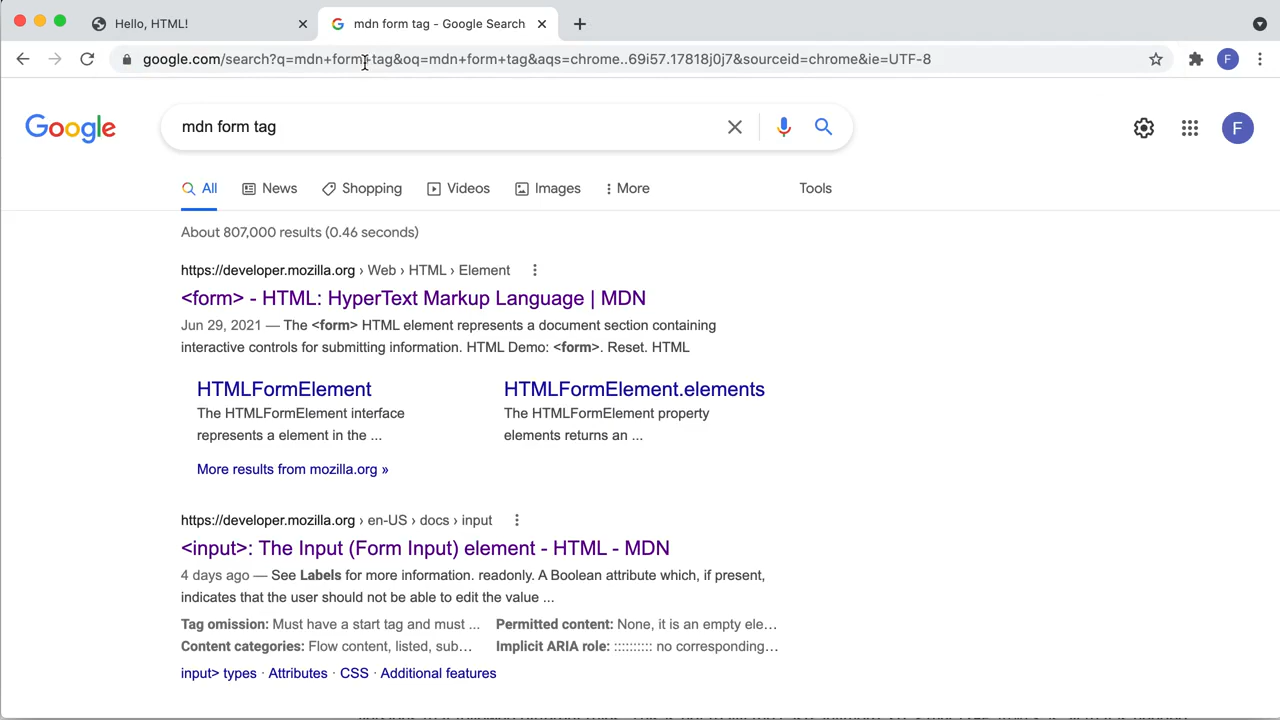 Hello, HTML!
mdn form tag - Google Search
google.com/search?q=mdn+form+tag&oq=mdn+form+tag&aqs=chrome..69i57.17818j0j7&sourceid=chrome&ie=UTF-8
F
Google
mdn form tag
F
All
News
Shopping
Videos
Images
More
Tools
About 807,000 results (0.46 seconds)
https://developer.mozilla.org › Web › HTML › Element
<form> - HTML: HyperText Markup Language | MDN
Jun 29, 2021 — The <form> HTML element represents a document section containing
interactive controls for submitting information. HTML Demo: <form>. Reset. HTML
HTMLFormElement
The HTMLFormElement interface
represents a element in the ...
HTMLFormElement.elements
The HTMLFormElement property
elements returns an ...
More results from mozilla.org »
https://developer.mozilla.org › en-US › docs › input
<input>: The Input (Form Input) element - HTML - MDN
4 days ago — See Labels for more information. readonly. A Boolean attribute which, if present,
indicates that the user should not be able to edit the value ...
Tag omission: Must have a start tag and must ...
Permitted content: None, it is an empty ele...
Content categories: Flow content, listed, sub...
Implicit ARIA role: :::::::::: no corresponding...
input> types · Attributes · CSS · Additional features